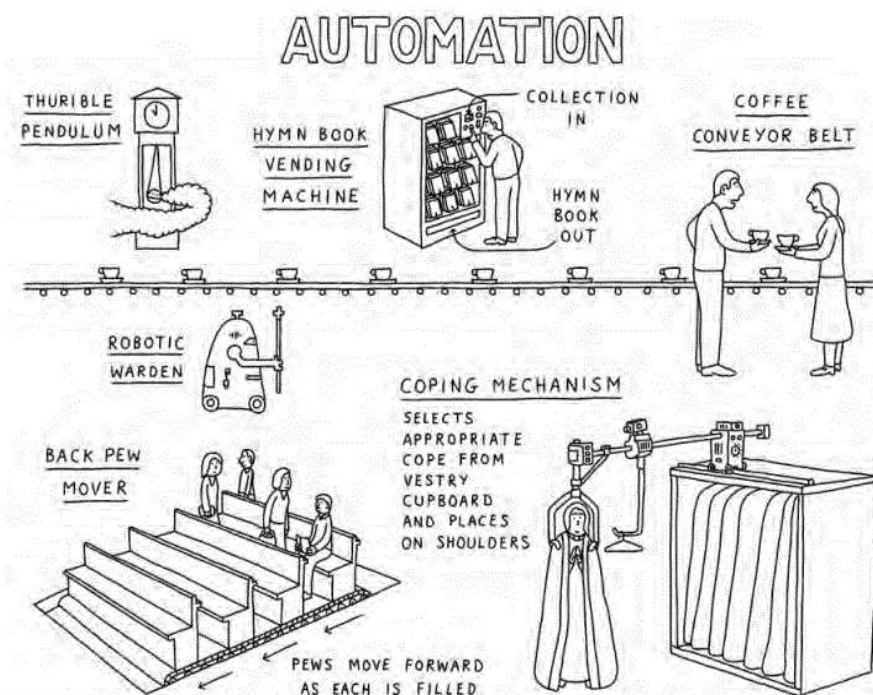 AUTOMATION
THURIBLE
PENDULUM
HYMN BOOK
VENDING
MACHINE
COLLECTION
IN
HYMN
BOOK
OUT
COFFEE
CONVEYOR BELT
ROBOTIC
WARDEN
BACK PEW
MOVER
PEWS MOVE FORWARD
AS EACH IS FILLED
COPING MECHANISM
SELECTS
APPROPRIATE
COPE FROM
VESTRY
CUPBOARD
AND PLACES
ON SHOULDERS